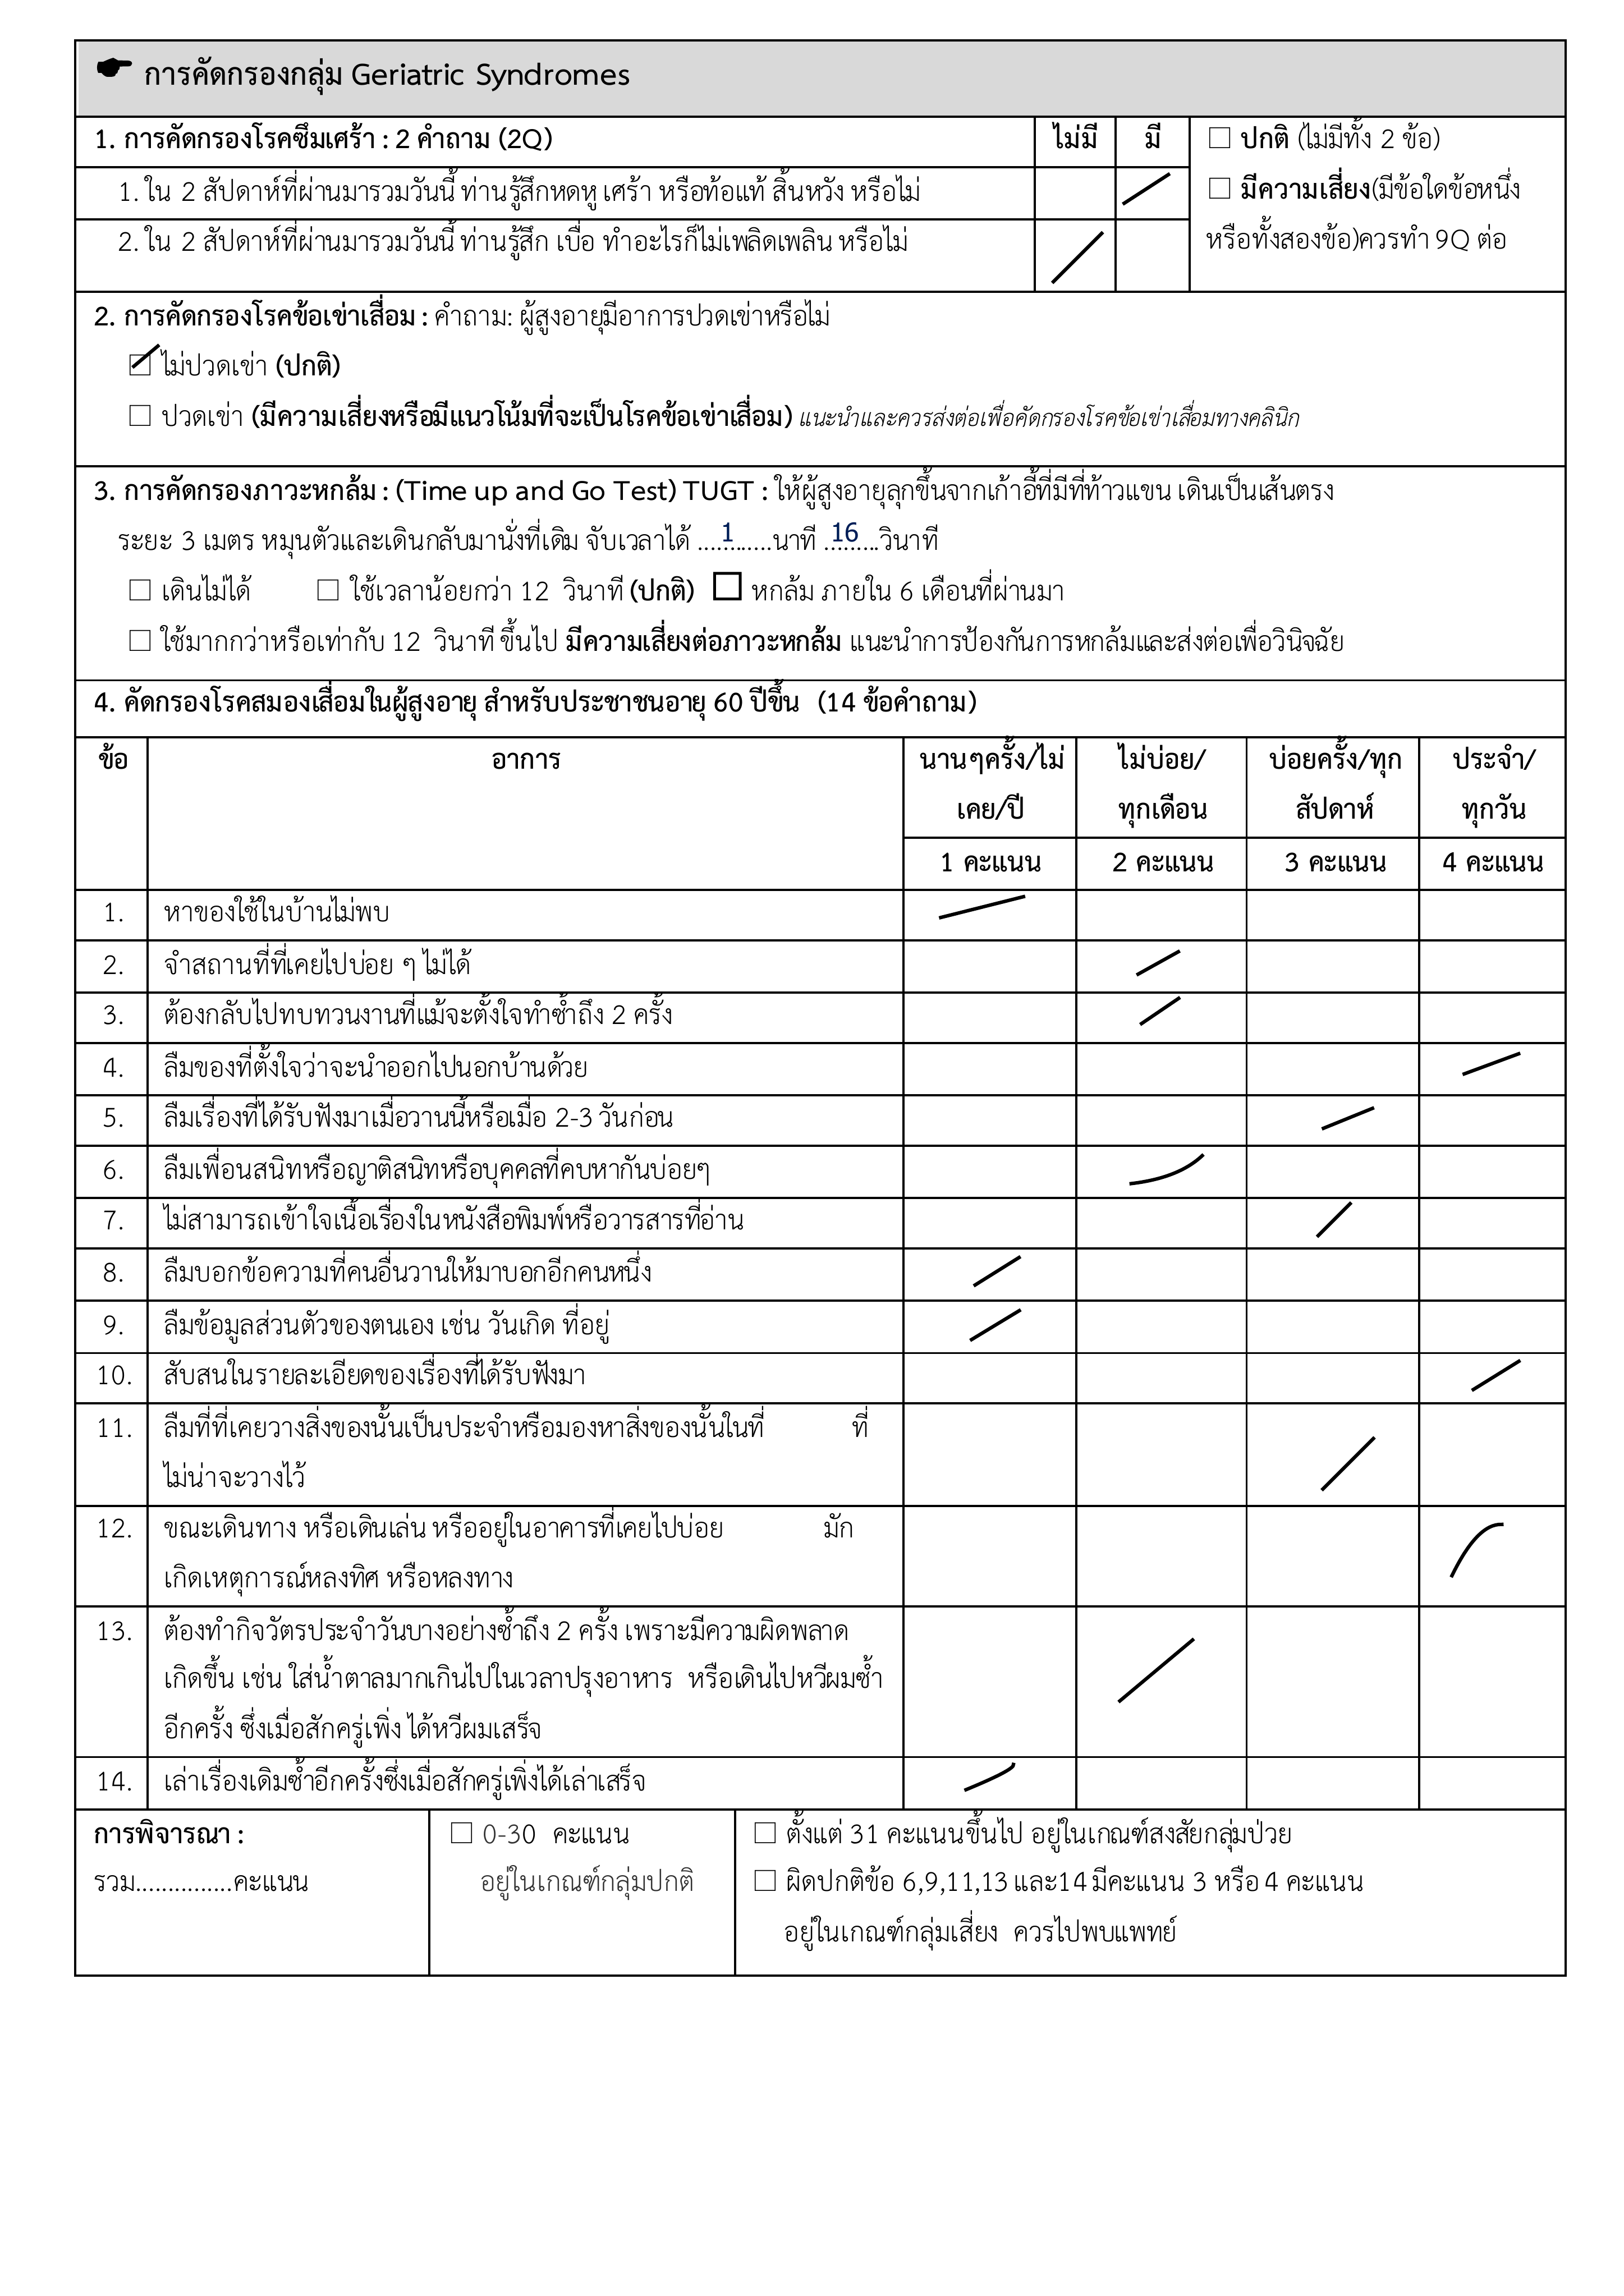 การคัดกรองกลุ่ม Geriatric Syndromes
1. การคัดกรองโรคซึมเศร้า : 2 คำถาม (2Q) ไม่มี มี
1. ใน 2 สัปดาห์ที่ผ่านมารวมวันนี้ ท่านรู้สึกหดหู เศร้า หรือท้อแท้ สิ้นหวัง หรือไม่
2. ใน 2 สัปดาห์ที่ผ่านมารวมวันนี้ ท่านรู้สึก เบื่อ ทำอะไรก็ไม่เพลิดเพลิน หรือไม่
☐ ปกติ (ไม่มีทั้ง 2 ข้อ)
☐ มีความเสี่ยง(มีข้อใดข้อหนึ่ง
หรือทั้งสองข้อ)ควรทำ 9Q ต่อ
2. การคัดกรองโรคข้อเข่าเสื่อม : คำถาม: ผู้สูงอายุมีอาการปวดเข่าหรือไม่
☑ ไม่ปวดเข่า (ปกติ)
☐ ปวดเข่า (มีความเสี่ยงหรือมีแนวโน้มที่จะเป็นโรคข้อเข่าเสื่อม) แนะนำและควรส่งต่อเพื่อคัดกรองโรคข้อเข่าเสื่อมทางคลินิก
3. การคัดกรองภาวะหกล้ม : (Time up and Go Test) TUGT : ให้ผู้สูงอายุลุกขึ้นจากเก้าอี้ที่มีที่ท้าวแขน เดินเป็นเส้นตรง
ระยะ 3 เมตร หมุนตัวและเดินกลับมานั่งที่เดิม จับเวลาได้ ....1.....นาที ...16...วินาที
☐ เดินไม่ได้ ☐ ใช้เวลาน้อยกว่า 12 วินาที (ปกติ) ☐ หกล้ม ภายใน 6 เดือนที่ผ่านมา
☐ ใช้มากกว่าหรือเท่ากับ 12 วินาที ขึ้นไป มีความเสี่ยงต่อภาวะหกล้ม แนะนำการป้องกันการหกล้มและส่งต่อเพื่อวินิจฉัย
4. คัดกรองโรคสมองเสื่อมในผู้สูงอายุ สำหรับประชาชนอายุ 60 ปีขึ้น (14 ข้อคำถาม)
ข้อ อาการ นานๆครั้ง/ไม่ ไม่บ่อย/ บ่อยครั้ง/ทุก ประจำ/
เคย/ปี ทุกเดือน สัปดาห์ ทุกวัน
1 คะแนน 2 คะแนน 3 คะแนน 4 คะแนน
1. หาของใช้ในบ้านไม่พบ
2. จำสถานที่ที่เคยไปบ่อย ๆ ไม่ได้
3. ต้องกลับไปทบทวนงานที่แม้จะตั้งใจทำซ้ำถึง 2 ครั้ง
4. ลืมของที่ตั้งใจว่าจะนำออกไปนอกบ้านด้วย
5. ลืมเรื่องที่ได้รับฟังมาเมื่อวานนี้หรือเมื่อ 2-3 วันก่อน
6. ลืมเพื่อนสนิทหรือญาติสนิทหรือบุคคลที่คบหากันบ่อยๆ
7. ไม่สามารถเข้าใจเนื้อเรื่องในหนังสือพิมพ์หรือวารสารที่อ่าน
8. ลืมบอกข้อความที่คนอื่นวานให้มาบอกอีกคนหนึ่ง
9. ลืมข้อมูลส่วนตัวของตนเอง เช่น วันเกิด ที่อยู่
10. สับสนในรายละเอียดของเรื่องที่ได้รับฟังมา
11. ลืมที่ที่เคยวางสิ่งของนั้นเป็นประจำหรือมองหาสิ่งของนั้นในที่ ที่
ไม่น่าจะวางไว้
12. ขณะเดินทาง หรือเดินเล่น หรืออยู่ในอาคารที่เคยไปบ่อย มัก
เกิดเหตุการณ์หลงทิศ หรือหลงทาง
13. ต้องทำกิจวัตรประจำวันบางอย่างซ้ำถึง 2 ครั้ง เพราะมีความผิดพลาด
เกิดขึ้น เช่น ใส่น้ำตาลมากเกินไปในเวลาปรุงอาหาร หรือเดินไปหวีผมซ้ำ
อีกครั้ง ซึ่งเมื่อสักครู่เพิ่ง ได้หวีผมเสร็จ
14. เล่าเรื่องเดิมซ้ำอีกครั้งซึ่งเมื่อสักครู่เพิ่งได้เล่าเสร็จ
การพิจารณา :
รวม...............คะแนน
☐ 0-30 คะแนน
อยู่ในเกณฑ์กลุ่มปกติ
☐ ตั้งแต่ 31 คะแนนขึ้นไป อยู่ในเกณฑ์สงสัยกลุ่มป่วย
☐ ผิดปกติข้อ 6,9,11,13 และ14 มีคะแนน 3 หรือ 4 คะแนน
อยู่ในเกณฑ์กลุ่มเสี่ยง ควรไปพบแพทย์